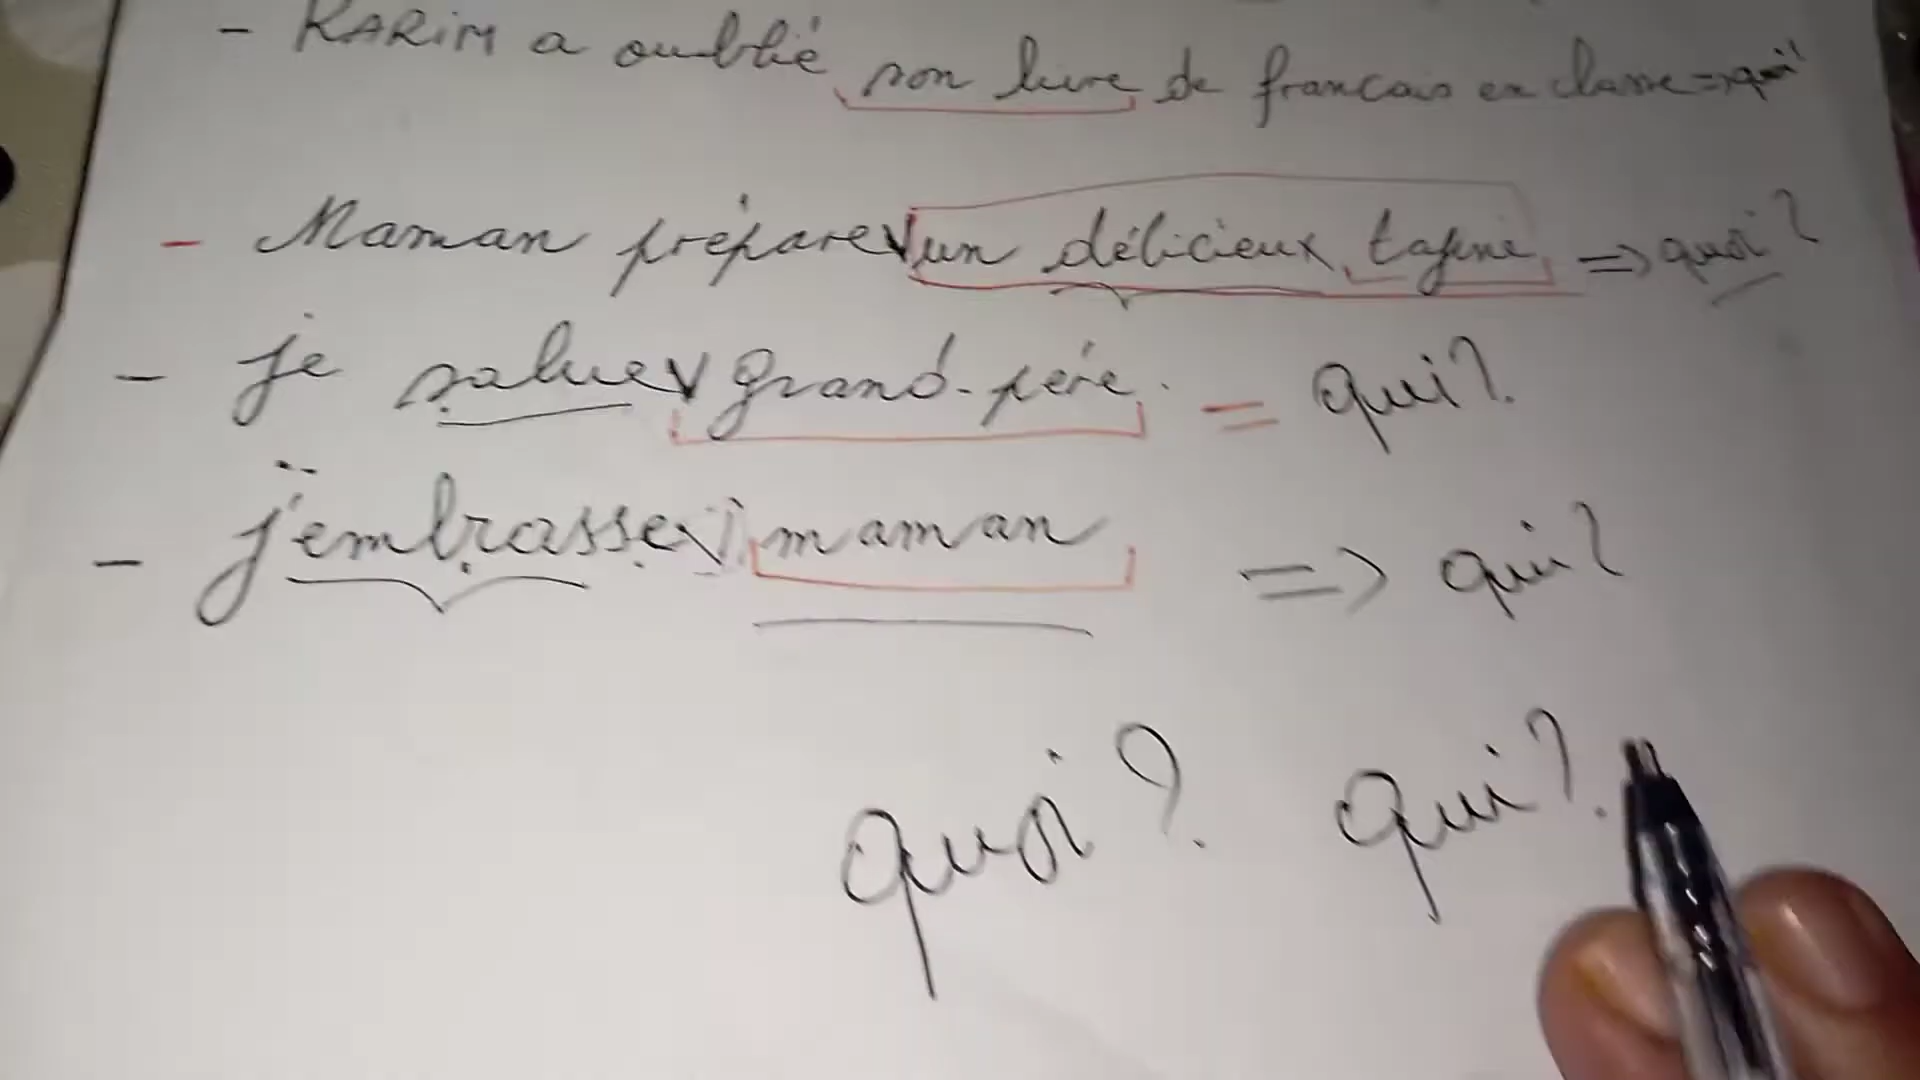 - KARIM a oublié son livre de francais en classe => quoi
- Maman prépare un délicieux tajine => quoi?
- je salue grand-père. = qui?
- j'embrasse maman => qui?
quoi? qui?